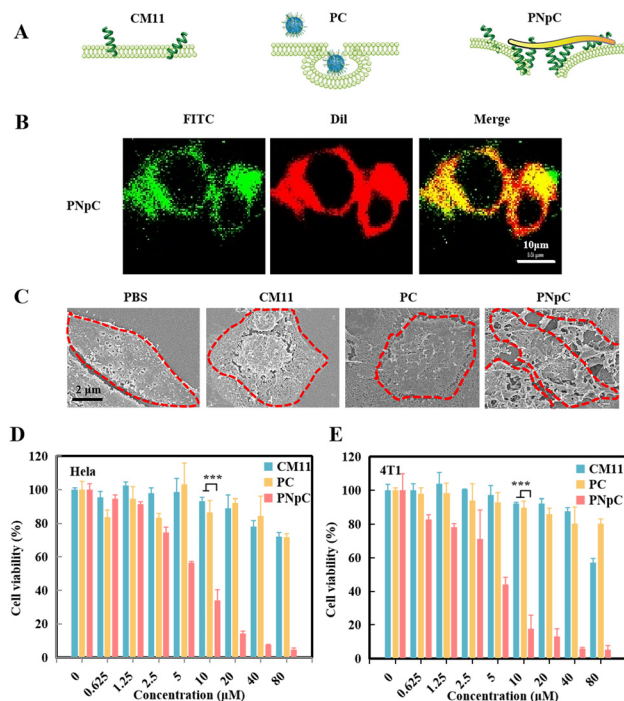 A
CM11
PC
PNpC
B
FITC
Dil
Merge
PNpC
10μm
C
PBS
CM11
PC
PNpC
2 μm
D
Hela
***
CM11
PC
PNpC
Cell viability (%)
120
100
80
60
40
20
0
0
0.625
1.25
2.5
5
10
20
40
80
Concentration (μM)
E
4T1
***
CM11
PC
PNpC
Cell viability (%)
120
100
80
60
40
20
0
0
0.625
1.25
2.5
5
10
20
40
80
Concentration (μM)